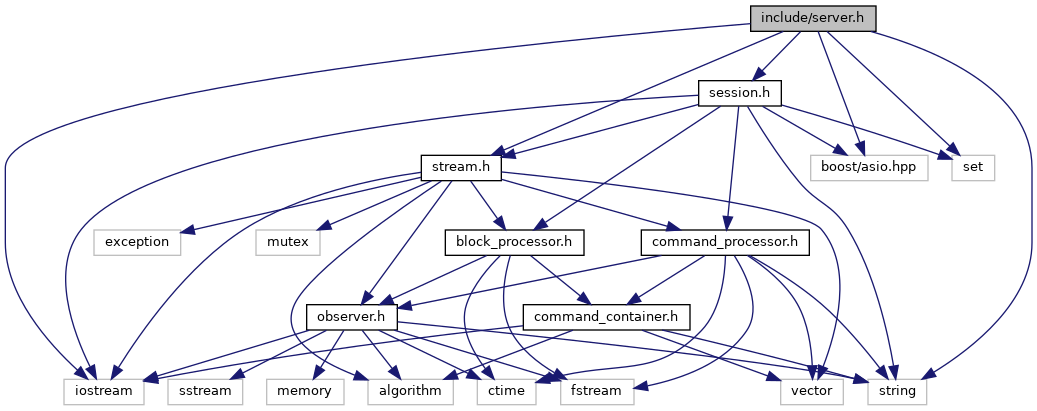 include/server.h
session.h
stream.h
boost/asio.hpp
set
exception
mutex
block_processor.h
command_processor.h
observer.h
command_container.h
iostream
sstream
memory
algorithm
ctime
fstream
vector
string